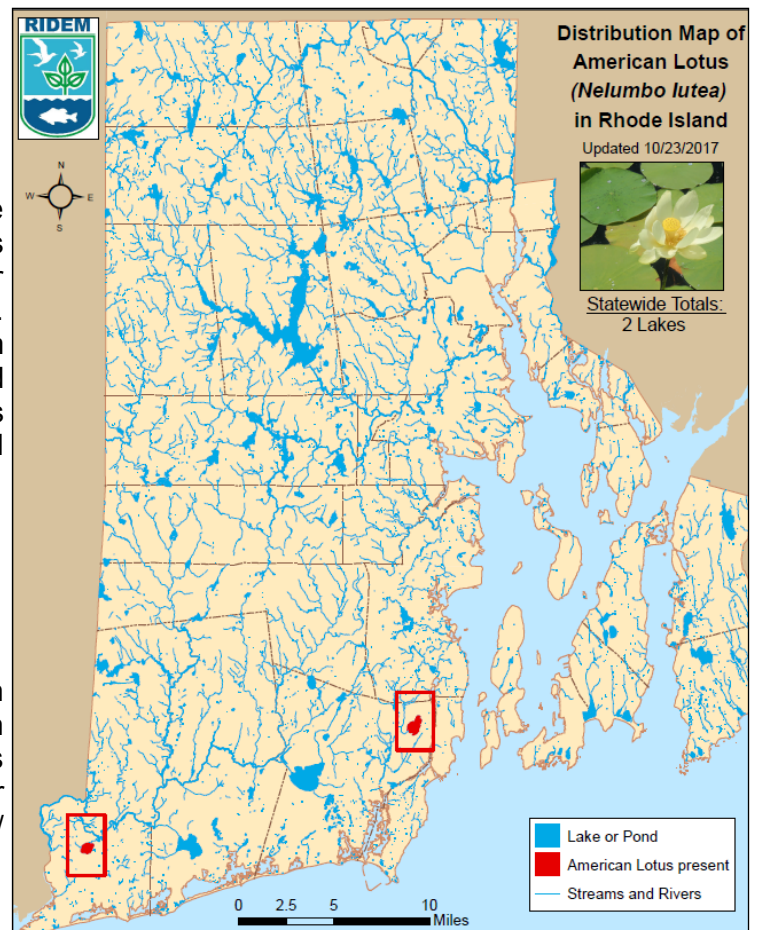 RIDEM
N
W E
S
Distribution Map of
American Lotus
(Nelumbo lutea)
in Rhode Island
Updated 10/23/2017
Statewide Totals:
2 Lakes
Lake or Pond
American Lotus present
Streams and Rivers
0 2.5 5 10
Miles